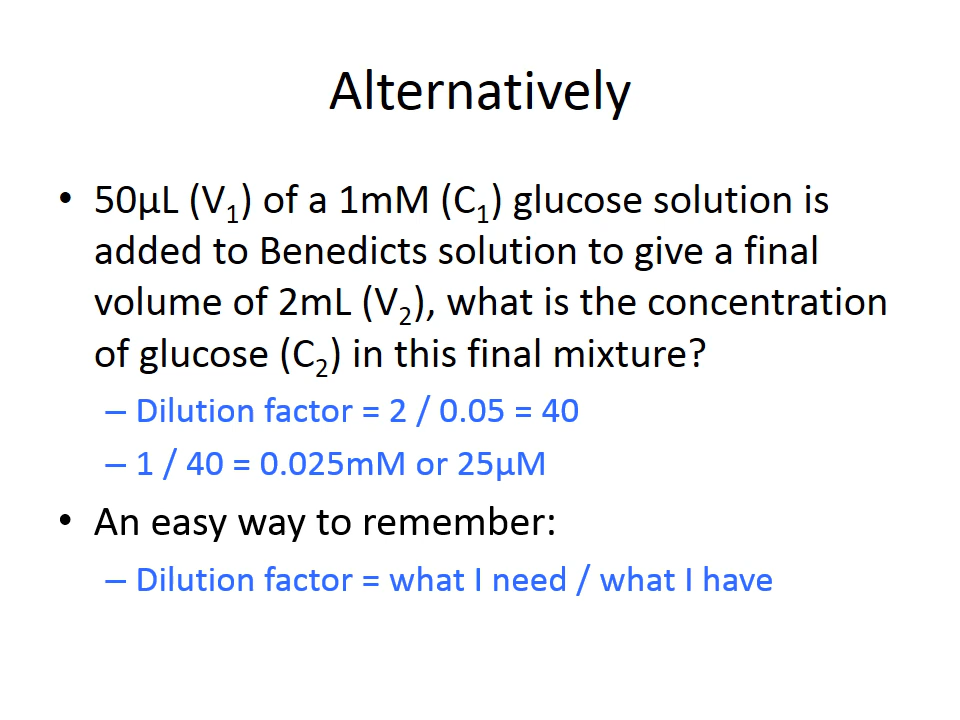 Alternatively
• 50µL (V₁) of a 1mM (C₁) glucose solution is
added to Benedicts solution to give a final
volume of 2mL (V₂), what is the concentration
of glucose (C₂) in this final mixture?
– Dilution factor = 2 / 0.05 = 40
– 1 / 40 = 0.025mM or 25µM
• An easy way to remember:
– Dilution factor = what I need / what I have